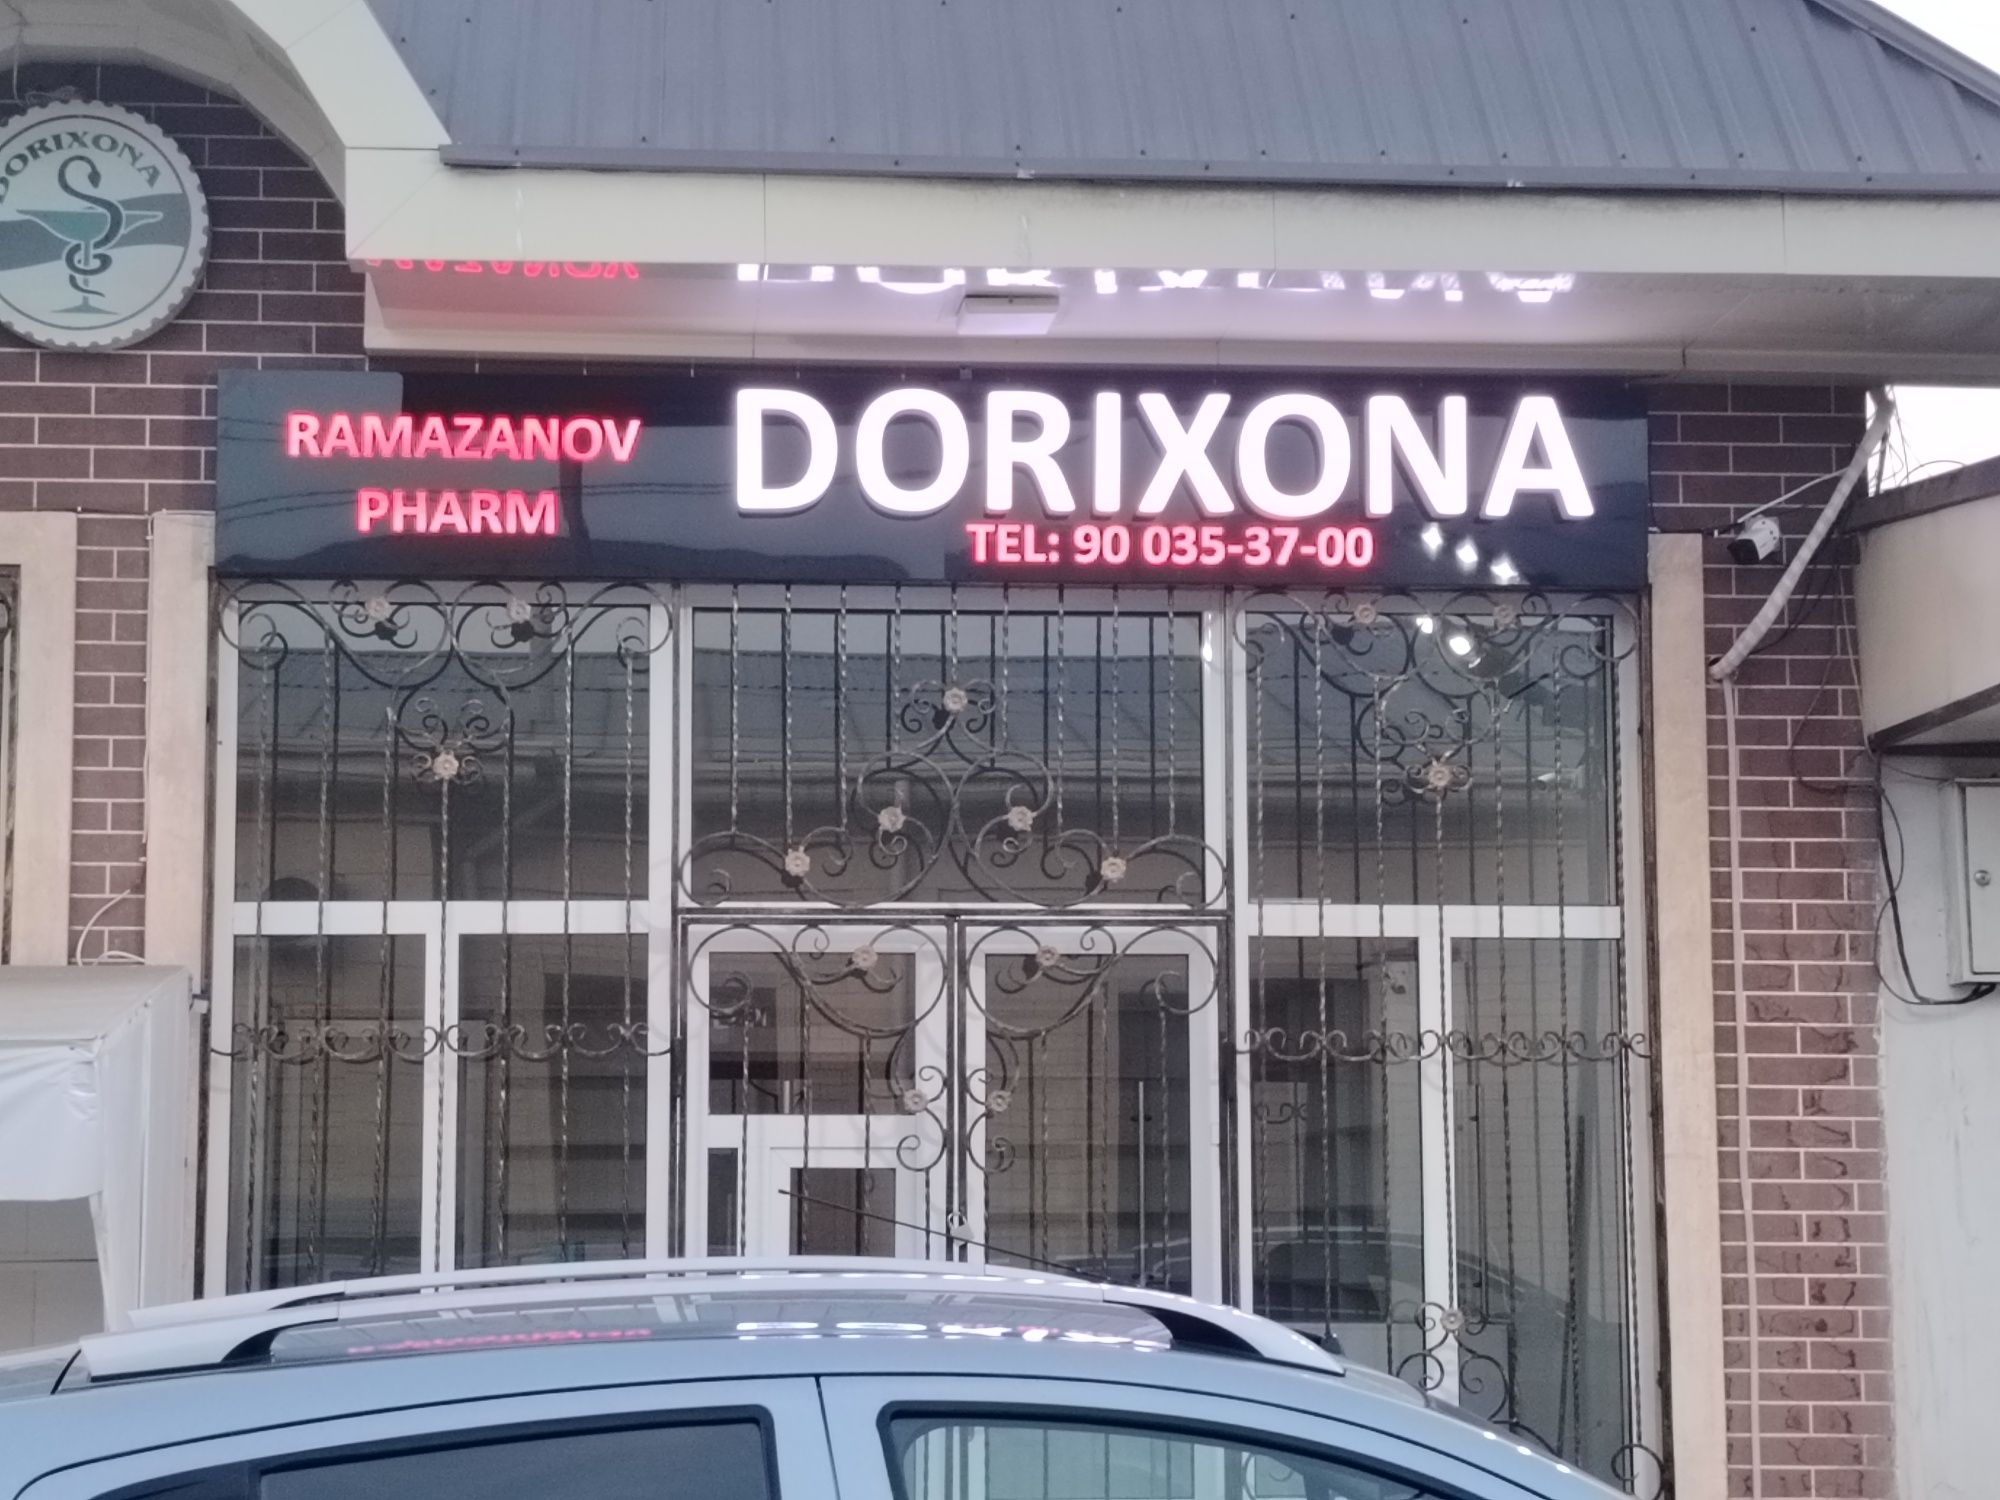 DORIXONA
RAMAZANOV
PHARM
DORIXONA
TEL: 90 035-37-00